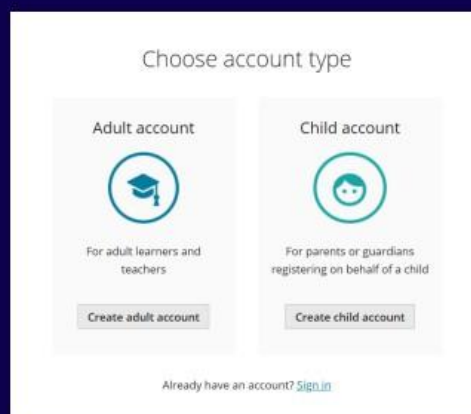 Choose account type
Adult account
For adult learners and
teachers
Create adult account
Child account
For parents or guardians
registering on behalf of a child
Create child account
Already have an account? Sign in